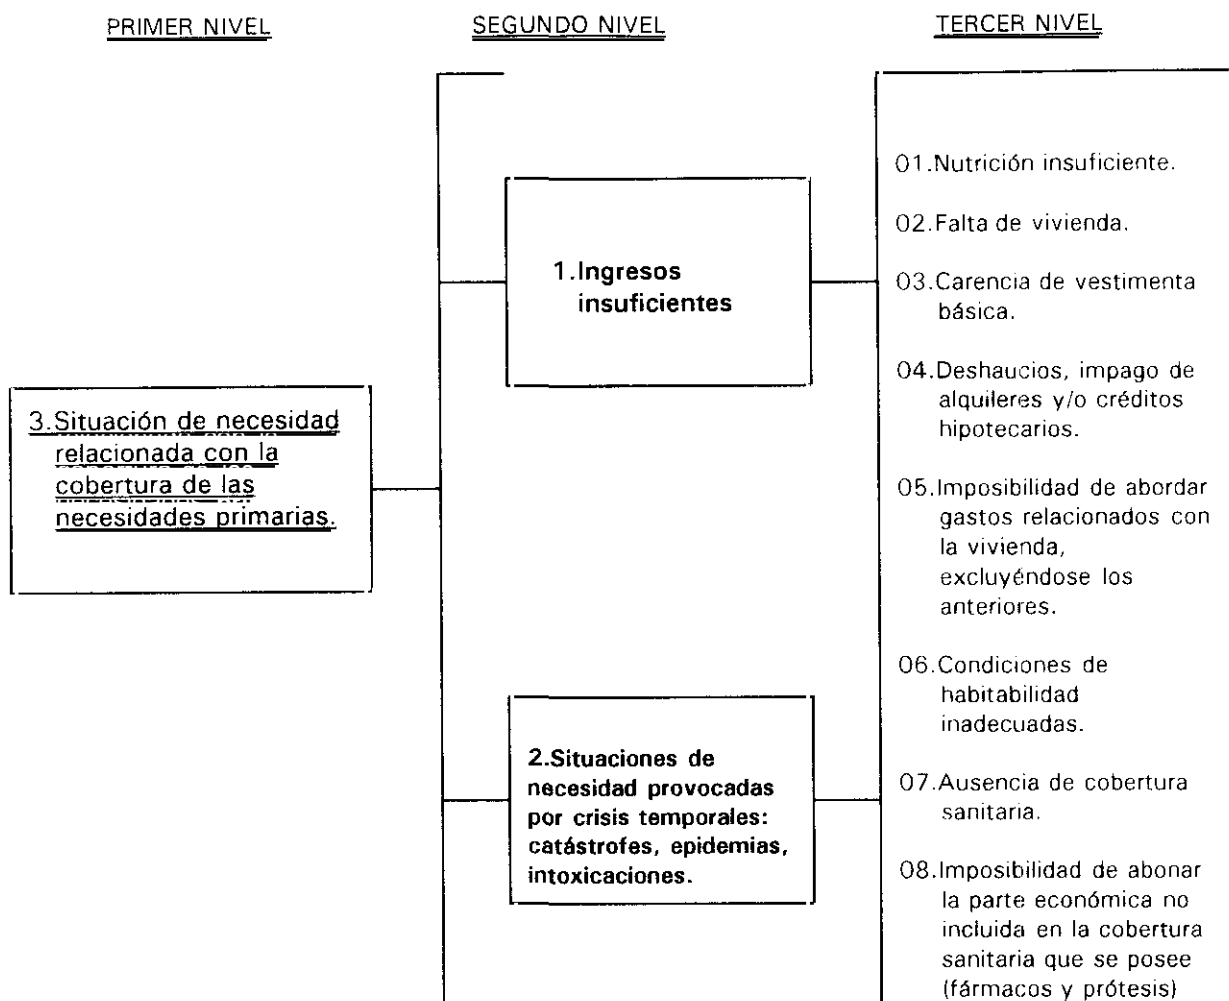 PRIMER NIVEL
SEGUNDO NIVEL
TERCER NIVEL
3.Situación de necesidad
relacionada con la
cobertura de las
necesidades primarias.
1.Ingresos
insuficientes
2.Situaciones de
necesidad provocadas
por crisis temporales:
catástrofes, epidemias,
intoxicaciones.
01.Nutrición insuficiente.
02.Falta de vivienda.
03.Carencia de vestimenta
básica.
04.Deshaucios, impago de
alquileres y/o créditos
hipotecarios.
05.Imposibilidad de abordar
gastos relacionados con
la vivienda,
excluyéndose los
anteriores.
06.Condiciones de
habitabilidad
inadecuadas.
07.Ausencia de cobertura
sanitaria.
08.Imposibilidad de abonar
la parte económica no
incluida en la cobertura
sanitaria que se posee
(fármacos y prótesis)